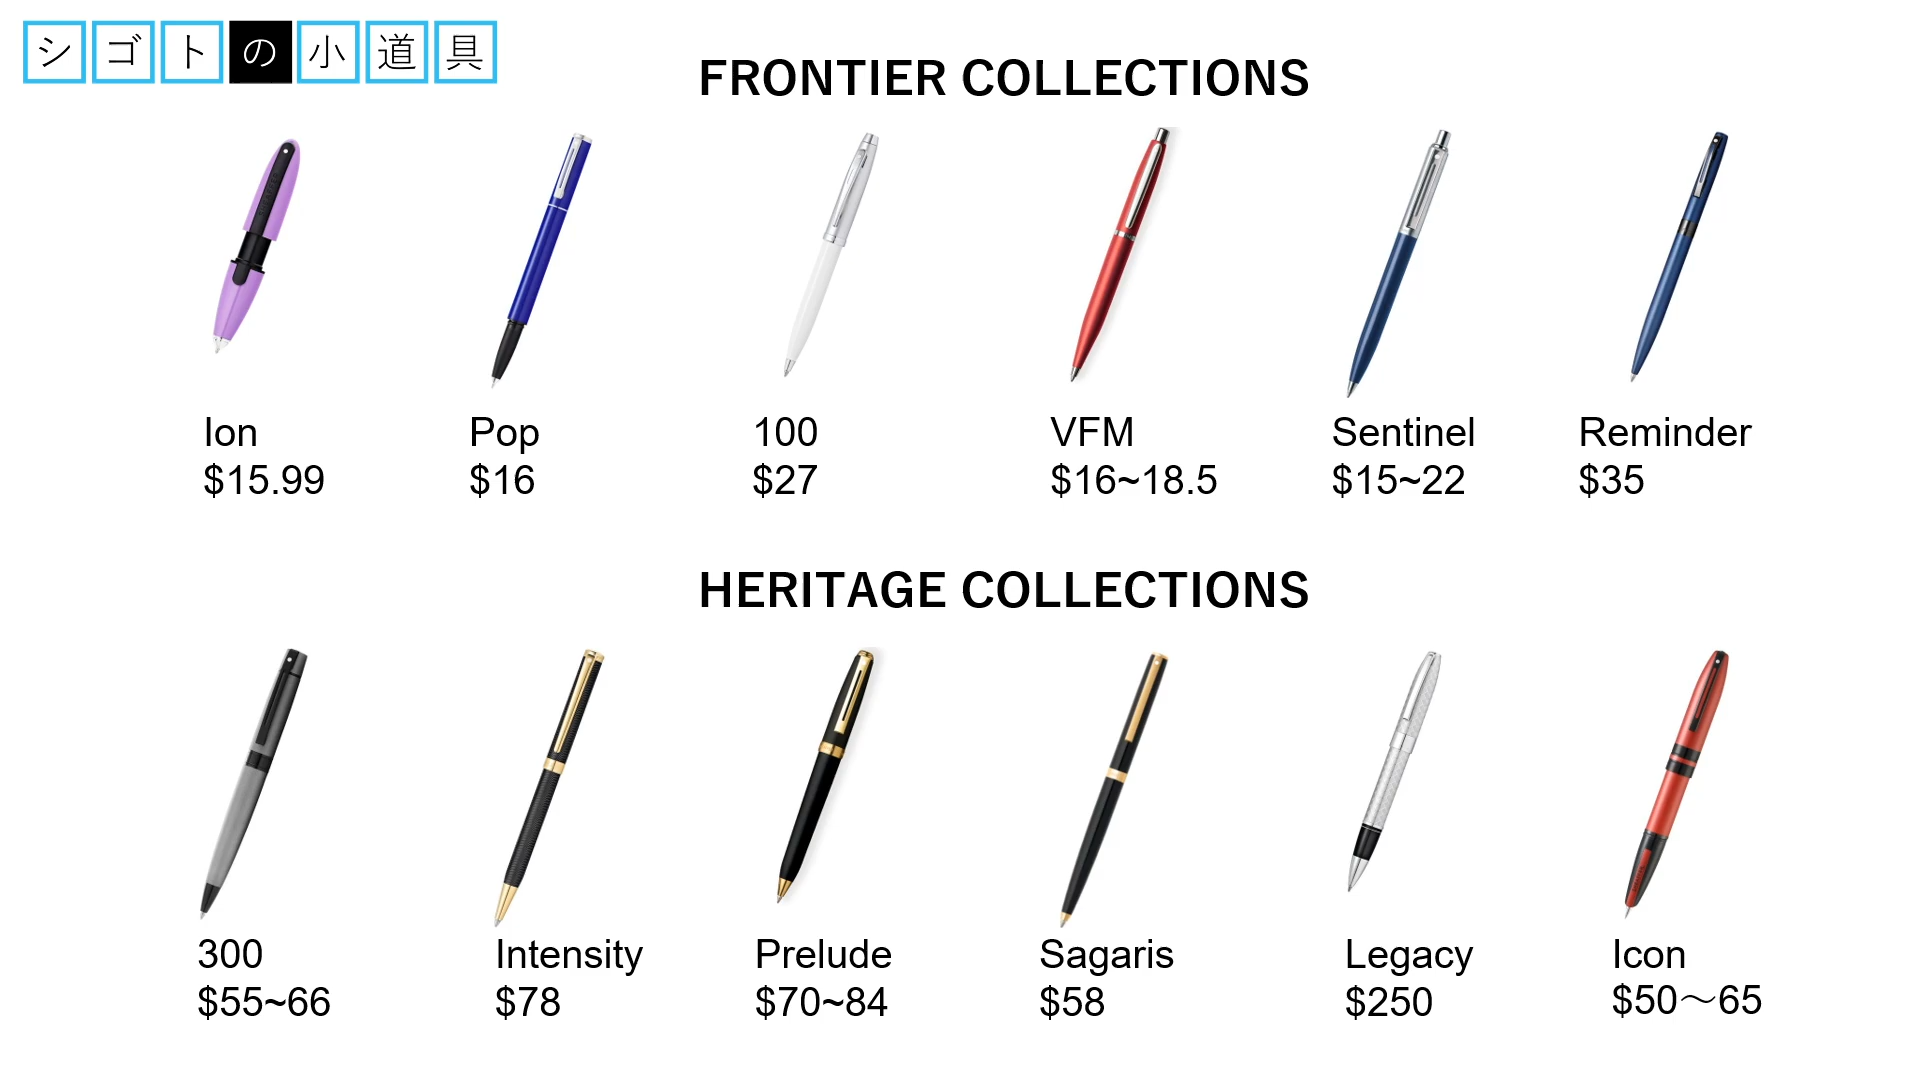 シゴトの小道具
FRONTIER COLLECTIONS
Ion
$15.99
Pop
$16
100
$27
VFM
$16~18.5
Sentinel
$15~22
Reminder
$35
HERITAGE COLLECTIONS
300
$55~66
Intensity
$78
Prelude
$70~84
Sagaris
$58
Legacy
$250
Icon
$50～65